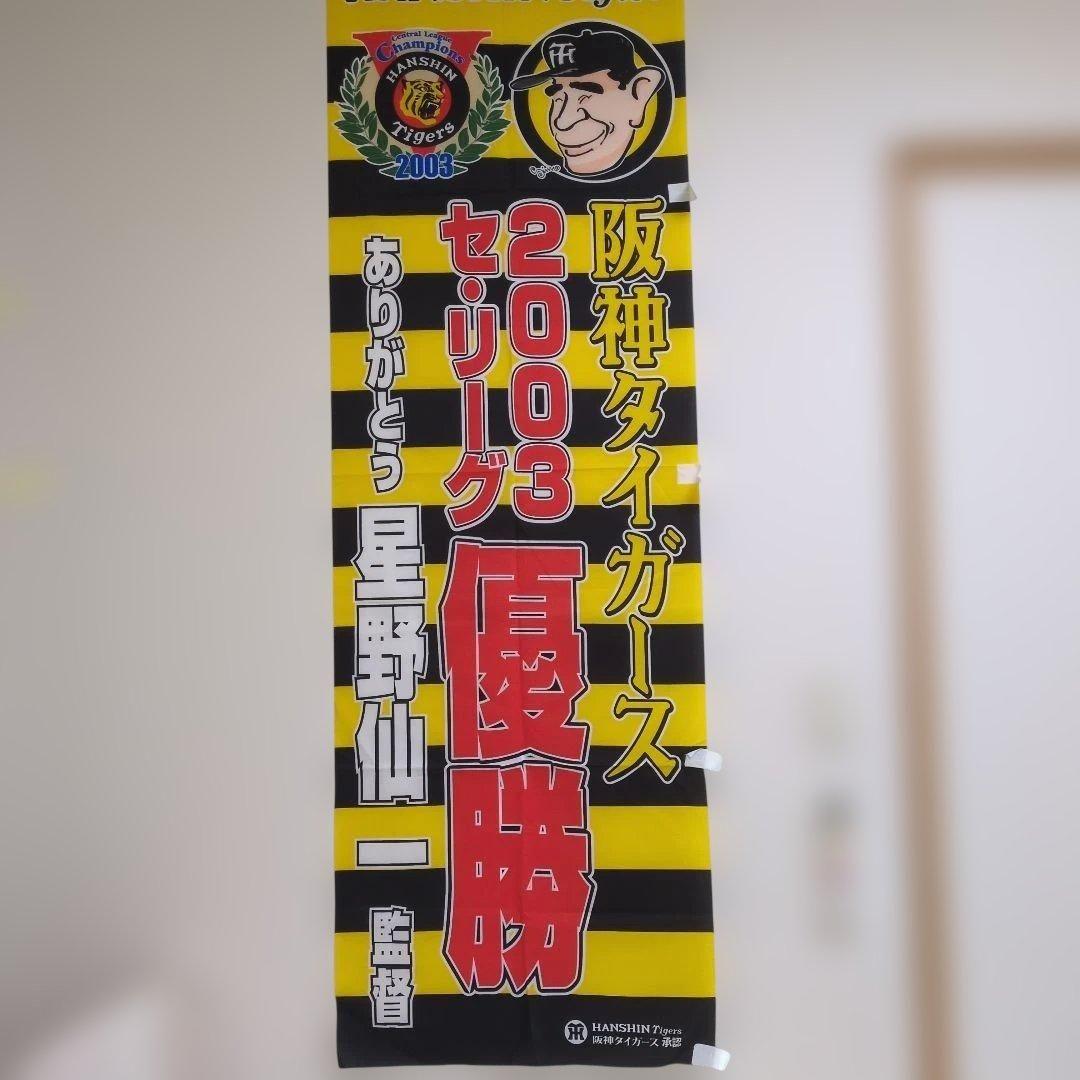 Central League
Champions
HANSHIN
Tigers
2003
阪神タイガース
2003
セ・リーグ
優勝
ありがとう
星野仙一
監督
HANSHIN Tigers
阪神タイガース 承認